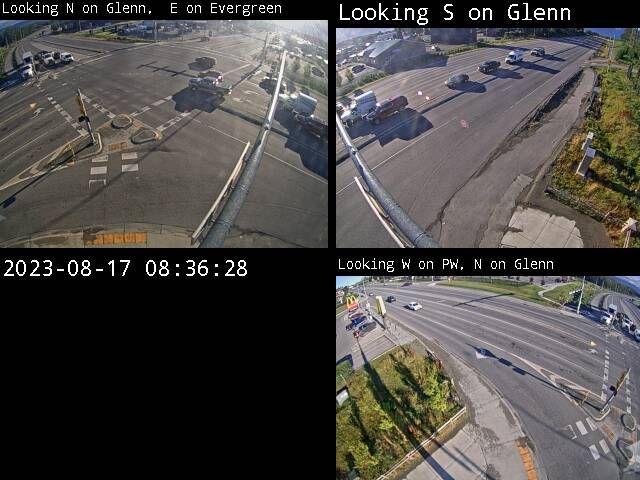 Looking N on Glenn,  E on Evergreen
Looking S on Glenn
2023-08-17 08:36:28
Looking W on PW, N on Glenn